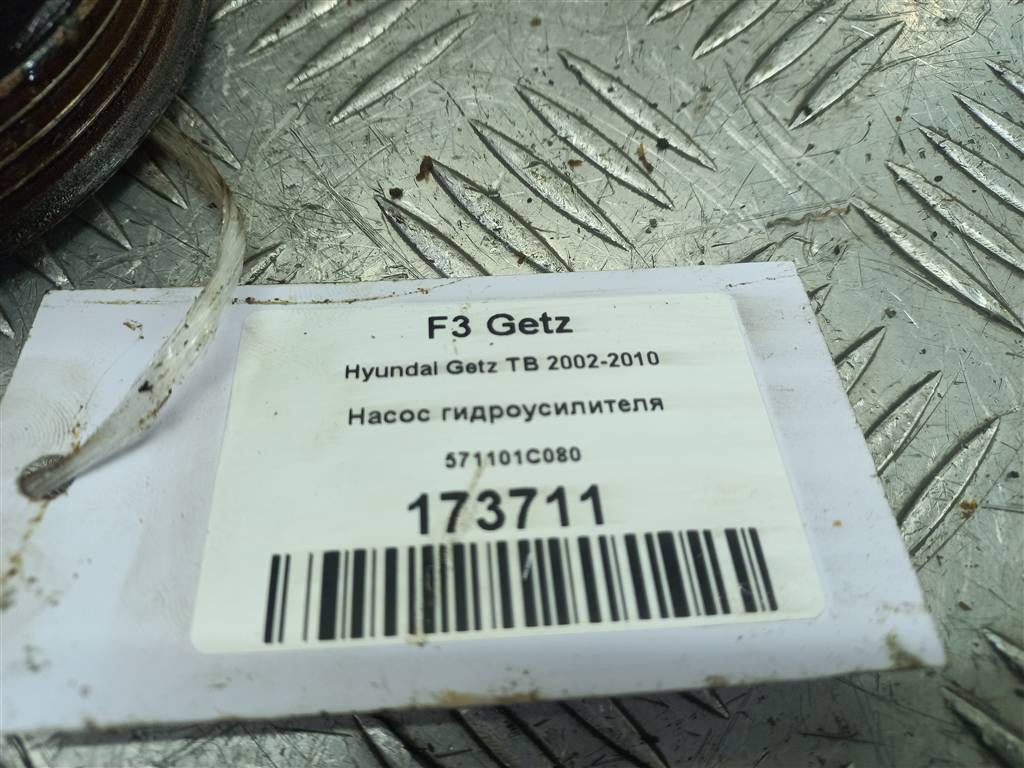 F3 Getz
Hyundai Getz TB 2002-2010
Насос гидроусилителя
571101C080
173711